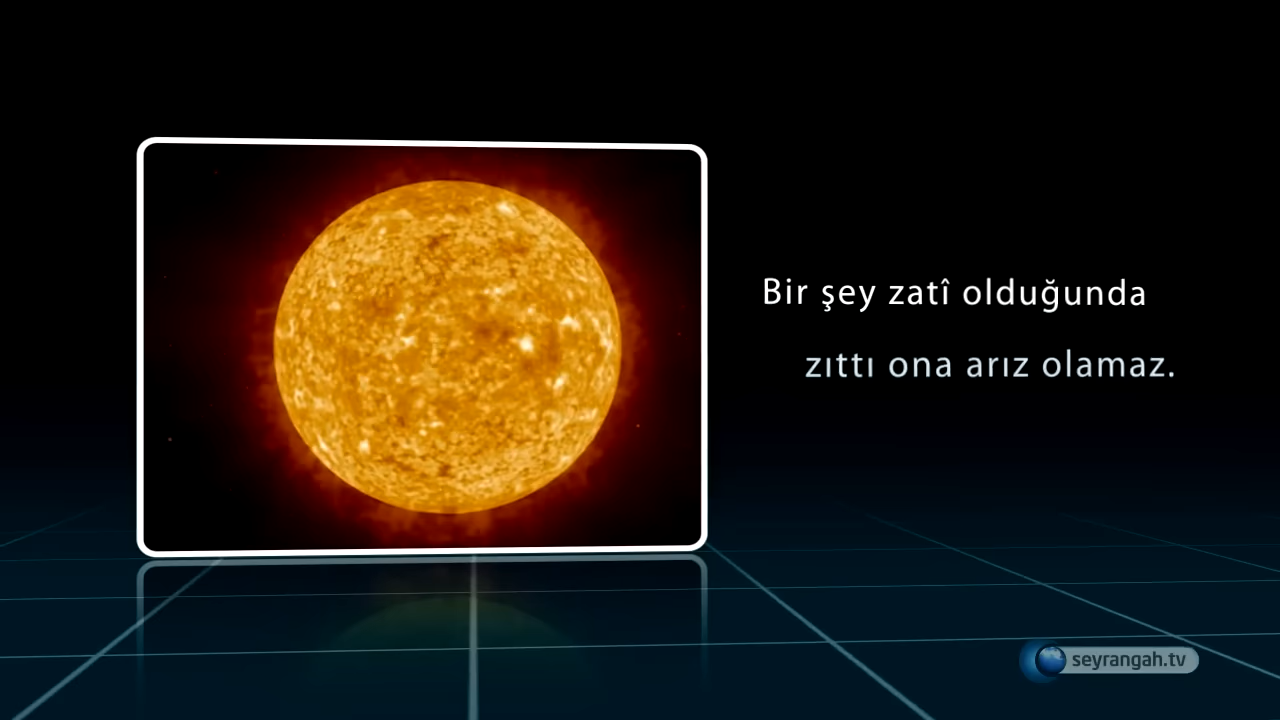 Bir şey zatî olduğunda
zıttı ona arız olamaz.
seyrangah.tv